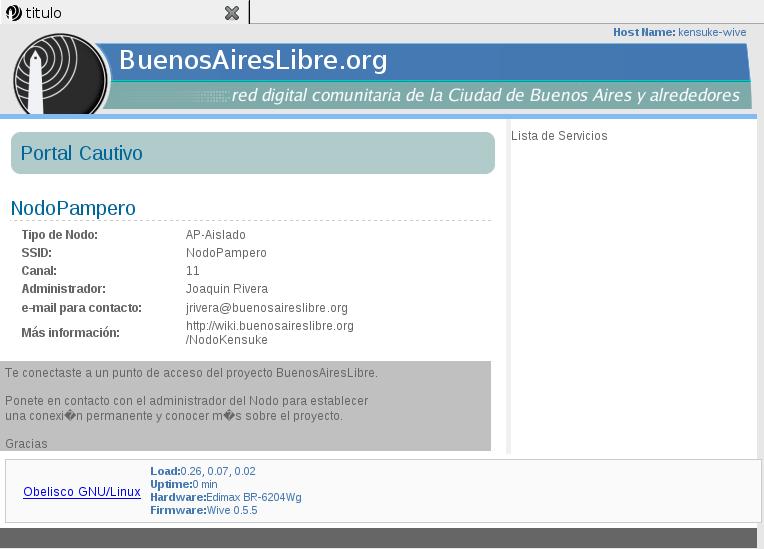 titulo
Host Name: kensuke-wive
BuenosAiresLibre.org
red digital comunitaria de la Ciudad de Buenos Aires y alrededores
Portal Cautivo
Lista de Servicios
NodoPampero
Tipo de Nodo: AP-Aislado
SSID: NodoPampero
Canal: 11
Administrador: Joaquin Rivera
e-mail para contacto: jrivera@buenosaireslibre.org
Más información: http://wiki.buenosaireslibre.org
/NodoKensuke
Te conectaste a un punto de acceso del proyecto BuenosAiresLibre.
Ponete en contacto con el administrador del Nodo para establecer
una conexi�n permanente y conocer m�s sobre el proyecto.
Gracias
Obelisco GNU/Linux
Load:0.26, 0.07, 0.02
Uptime:0 min
Hardware:Edimax BR-6204Wg
Firmware:Wive 0.5.5